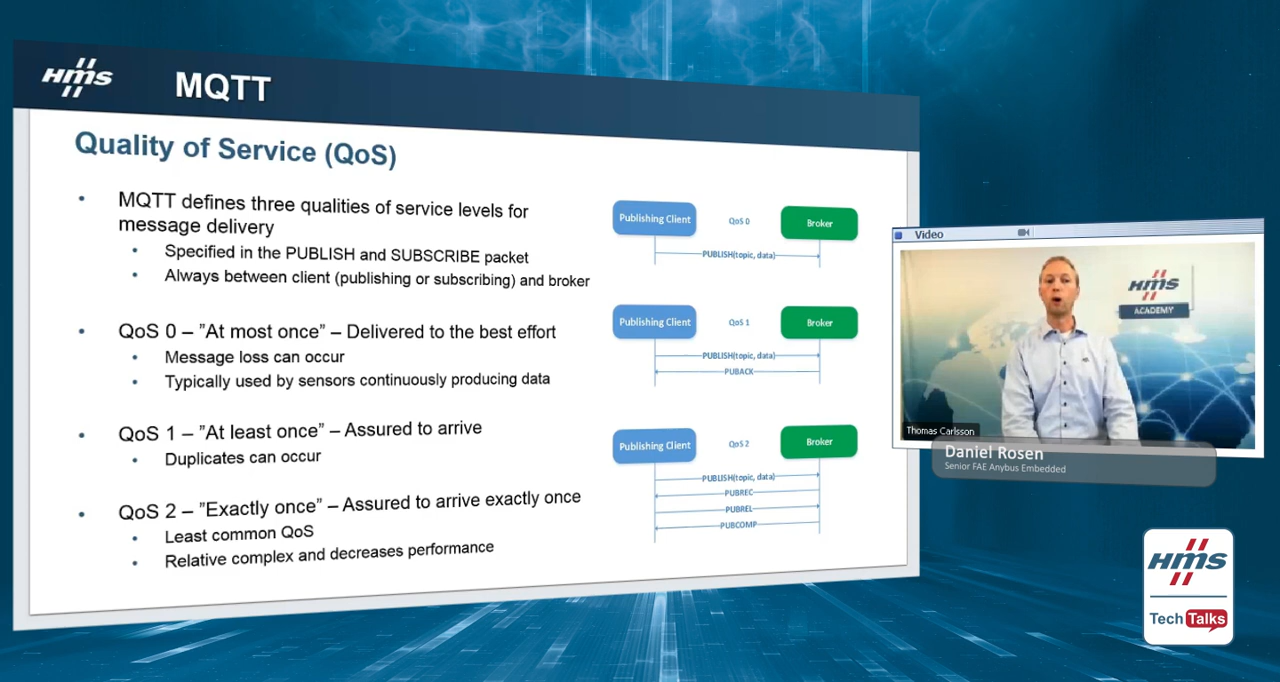 HMS
MQTT
Quality of Service (QoS)
• MQTT defines three qualities of service levels for
message delivery
• Specified in the PUBLISH and SUBSCRIBE packet
• Always between client (publishing or subscribing) and broker
• QoS 0 – ”At most once” – Delivered to the best effort
• Message loss can occur
• Typically used by sensors continuously producing data
• QoS 1 – ”At least once” – Assured to arrive
• Duplicates can occur
• QoS 2 – ”Exactly once” – Assured to arrive exactly once
• Least common QoS
• Relative complex and decreases performance
Publishing Client QoS 0 Broker
PUBLISH(topic, data)
Publishing Client QoS 1 Broker
PUBLISH(topic, data)
PUBACK
Publishing Client QoS 2 Broker
PUBLISH(topic, data)
PUBREC
PUBREL
PUBCOMP
Video
HMS
ACADEMY
Thomas Carlsson
Daniel Rosen
Senior FAE Anybus Embedded
HMS
Tech Talks